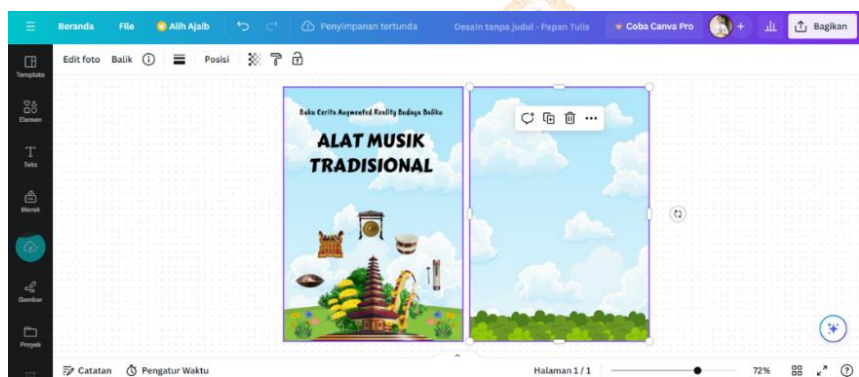 Beranda File Alih Ajaib Penyimpanan tertunda Desain tanpa judul - Papan Tulis Coba Canva Pro + Bagikan
Edit foto Balik Posisi
Template
Elemen
Teks
Merek
Gambar
Proyek
Buku Cerita Augmented Reality Budaya Baliku
ALAT MUSIK
TRADISIONAL
Catatan Pengatur Waktu Halaman 1 / 1 72%